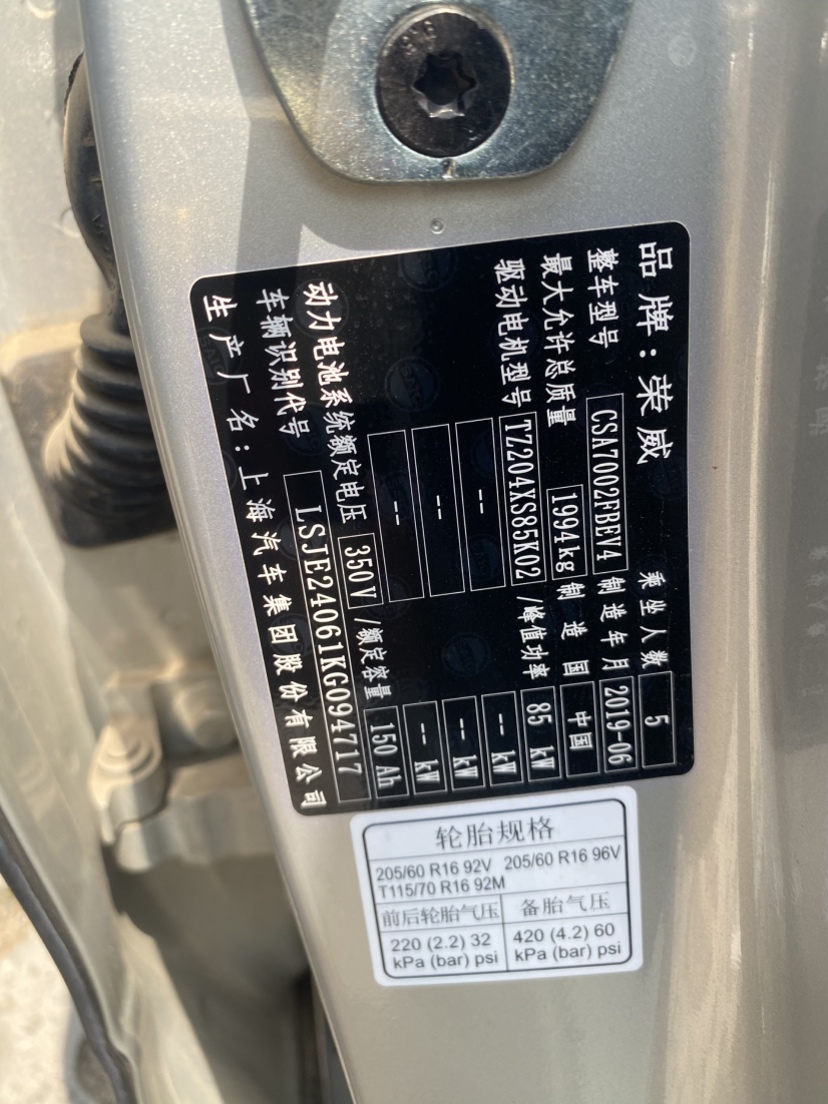 品牌：荣威 乘坐人数 5
整车型号 CSA7002FBEV4 制造年月 2019-06
最大允许总质量 1994kg 制造国 中国
驱动电机型号 TZ204XS85K02 /峰值功率 85 kW
-- -- kW
-- -- kW
-- -- kW
动力电池系统额定电压 350V /额定容量 150 Ah
车辆识别代号 LSJE24061KG094717
生产厂名：上海汽车集团股份有限公司
轮胎规格
205/60 R16 92V 205/60 R16 96V
T115/70 R16 92M
前后轮胎气压 备胎气压
220 (2.2) 32 420 (4.2) 60
kPa (bar) psi kPa (bar) psi